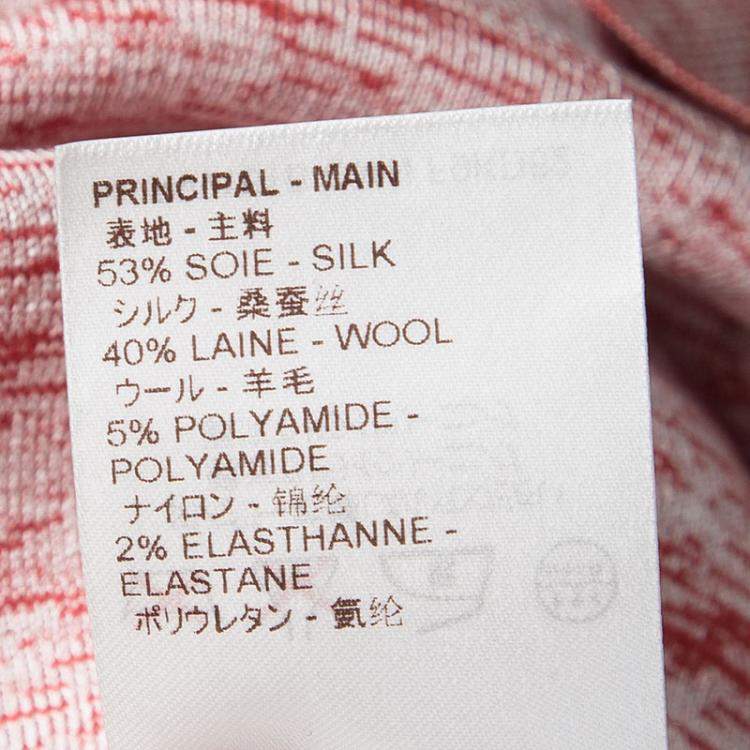 PRINCIPAL - MAIN
表地 - 主料
53% SOIE - SILK
シルク - 桑蚕丝
40% LAINE - WOOL
ウール - 羊毛
5% POLYAMIDE -
POLYAMIDE
ナイロン - 锦纶
2% ELASTHANNE -
ELASTANE
ポリウレタン - 氨纶